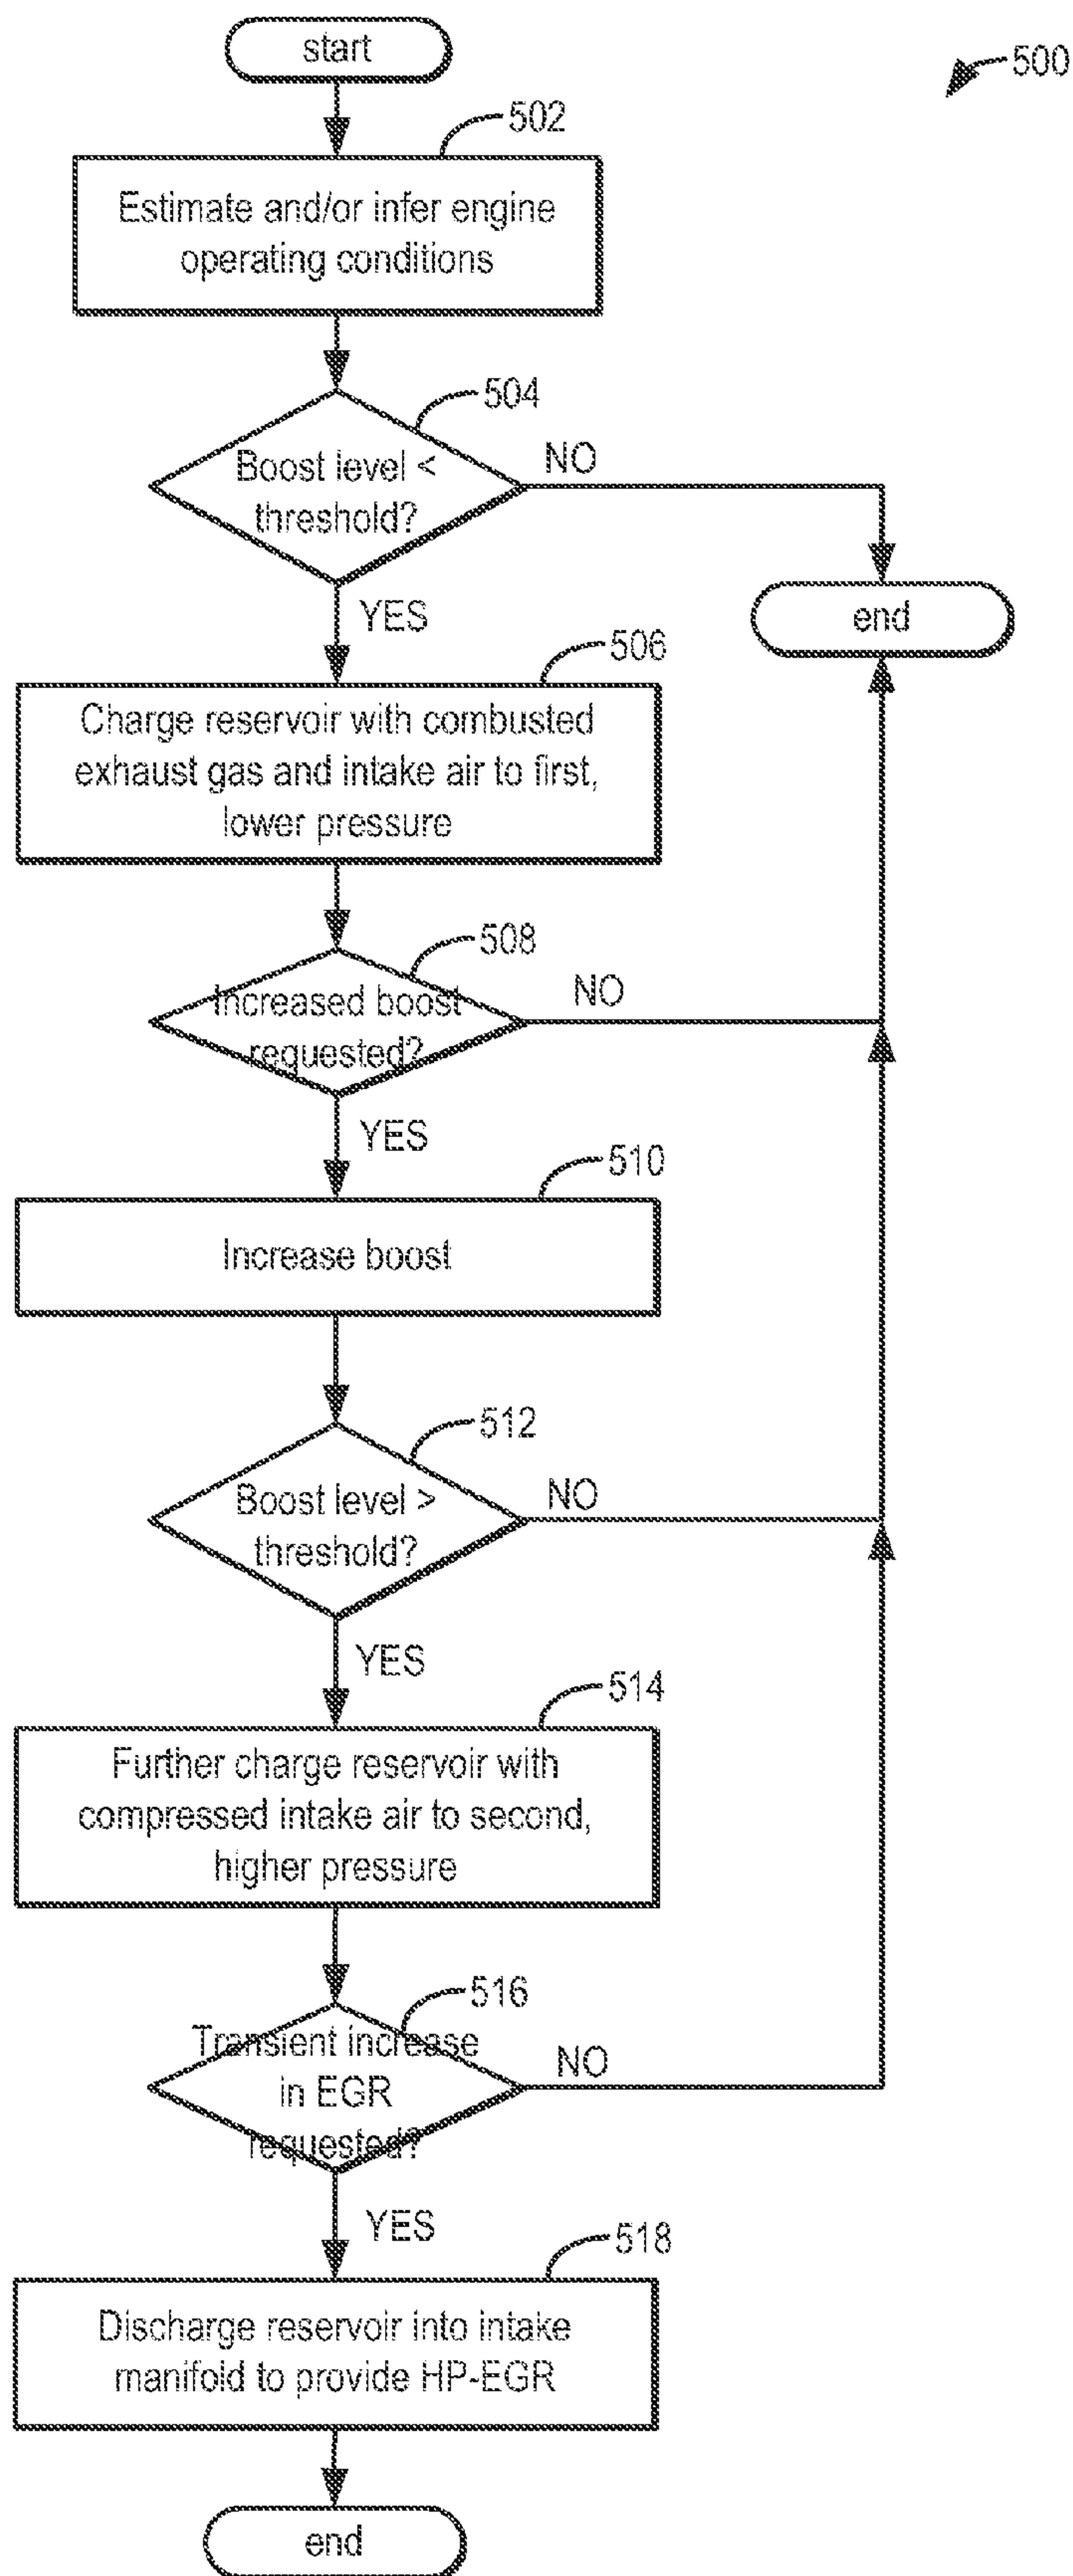 start
500
502
Estimate and/or infer engine
operating conditions
504
Boost level <
threshold?
NO
YES
end
506
Charge reservoir with combusted
exhaust gas and intake air to first,
lower pressure
508
Increased boost
requested?
NO
YES
510
Increase boost
512
Boost level >
threshold?
NO
YES
514
Further charge reservoir with
compressed intake air to second,
higher pressure
516
Transient increase
in EGR
requested?
NO
YES
518
Discharge reservoir into intake
manifold to provide HP-EGR
end